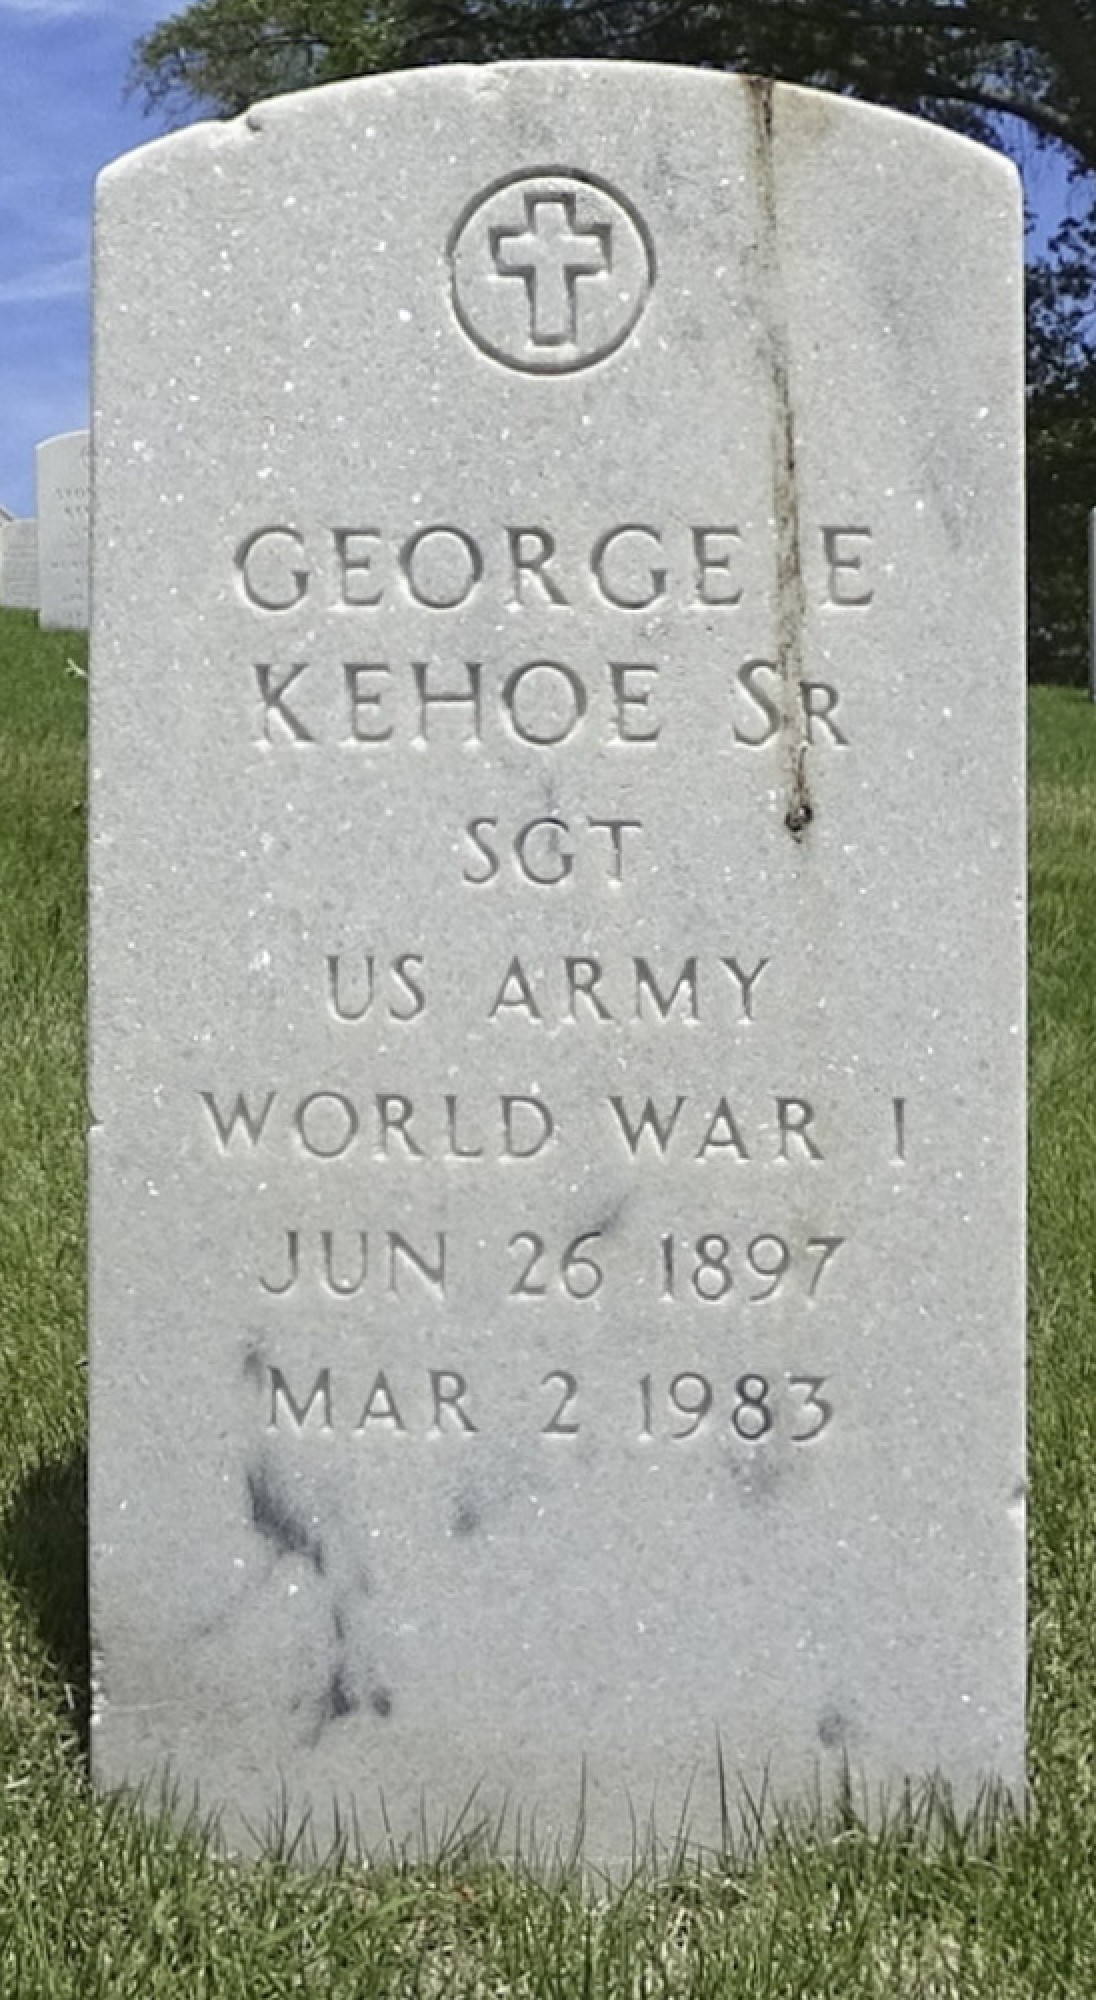 GEORGE E
KEHOE SR
SGT
US ARMY
WORLD WAR I
JUN 26 1897
MAR 2 1983